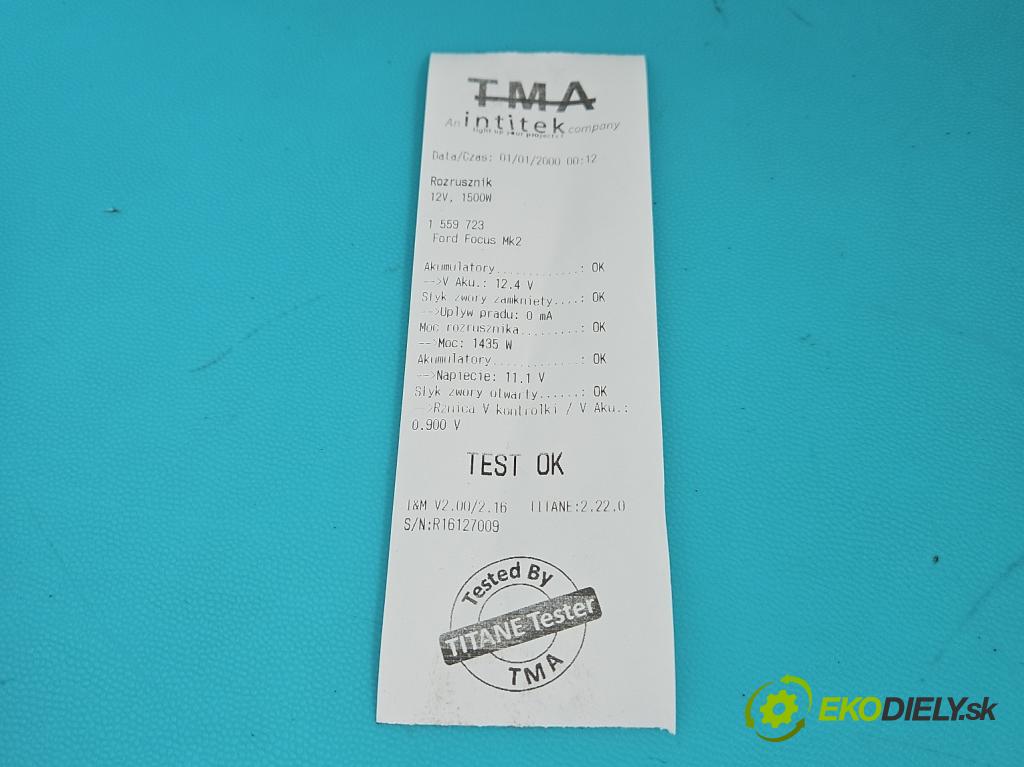 TMA
An intitek company
light up your projects!
Data/Czas: 01/01/2000 00:12
Rozrusznik
12V, 1500W
1 559 723
Ford Focus Mk2
Akumulatory............: OK
-->V Aku.: 12.4 V
Styk zwory zamkniety....: OK
-->Uplyw pradu: 0 mA
Moc rozrusznika.........: OK
-->Moc: 1435 W
Akumulatory............: OK
-->Napiecie: 11.1 V
Styk zwory otwarty......: OK
-->Rznica V kontrolki / V Aku.:
0.900 V
TEST OK
I&M V2.00/2.16 TITANE:2.22.0
S/N:R16127009
Tested By
TITANE Tester
TMA
EKODIELY.sk